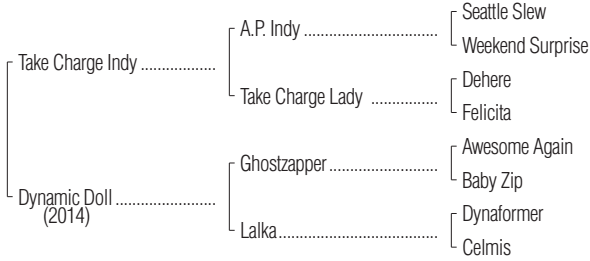 Seattle Slew
A.P. Indy ..............................
Weekend Surprise
Take Charge Indy .................
Dehere
Take Charge Lady ...............
Felicita
Awesome Again
Ghostzapper .........................
Baby Zip
Dynamic Doll .......................
(2014)
Dynaformer
Lalka .....................................
Celmis